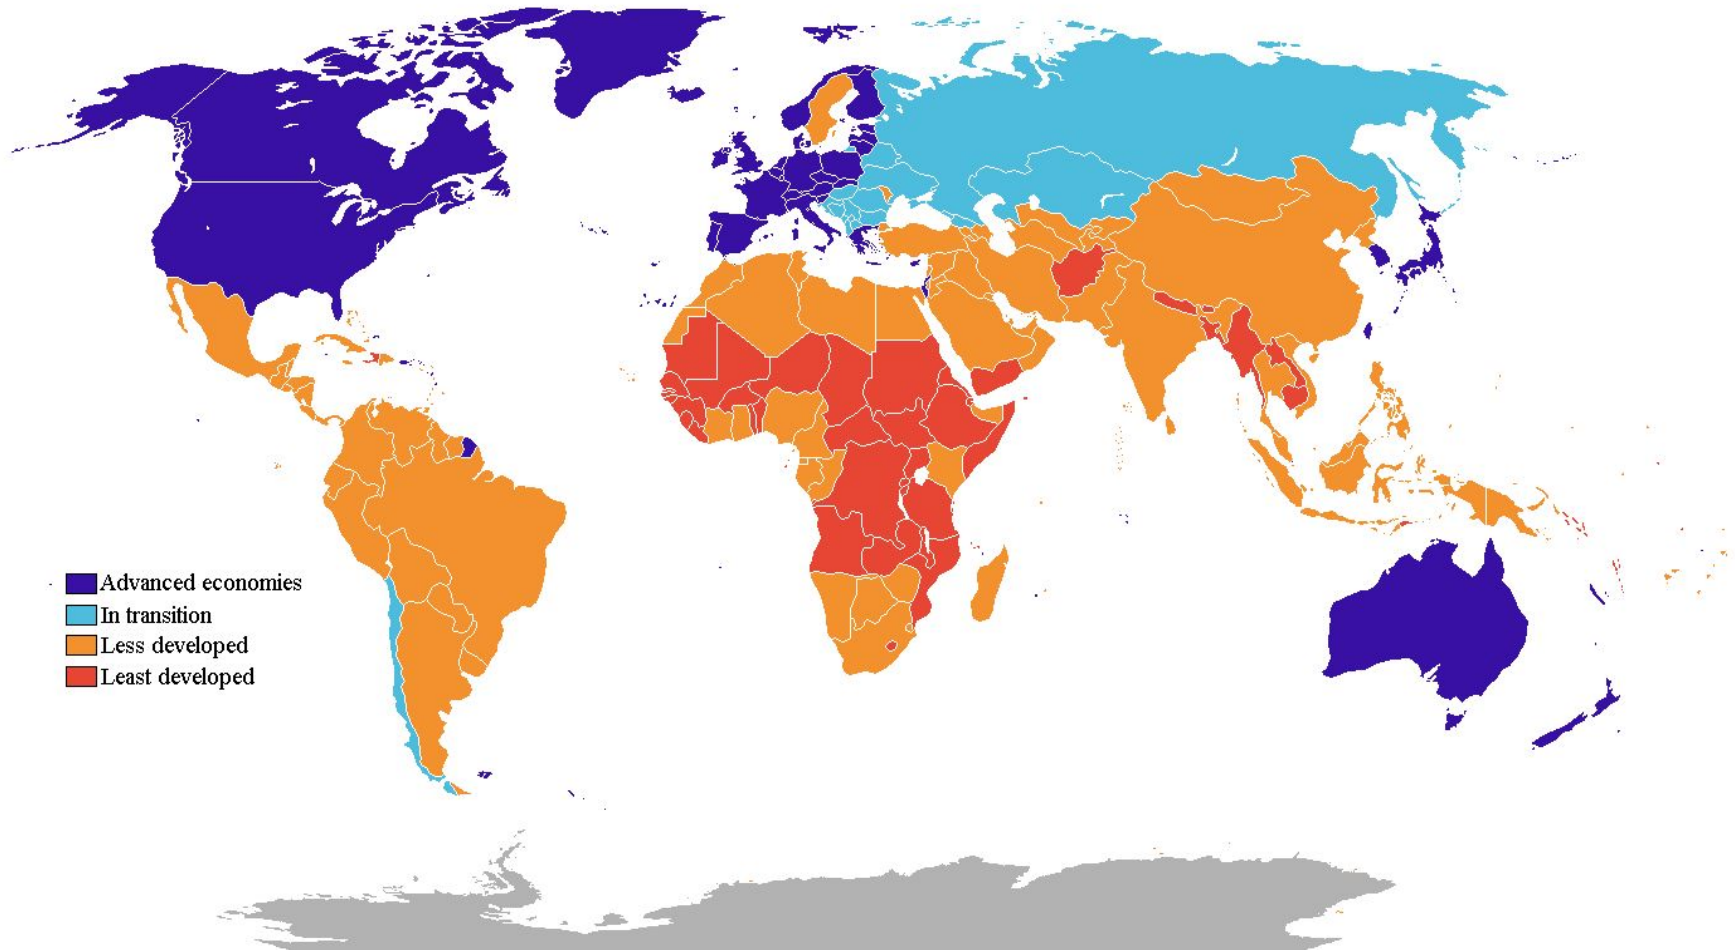 Advanced economies
In transition
Less developed
Least developed